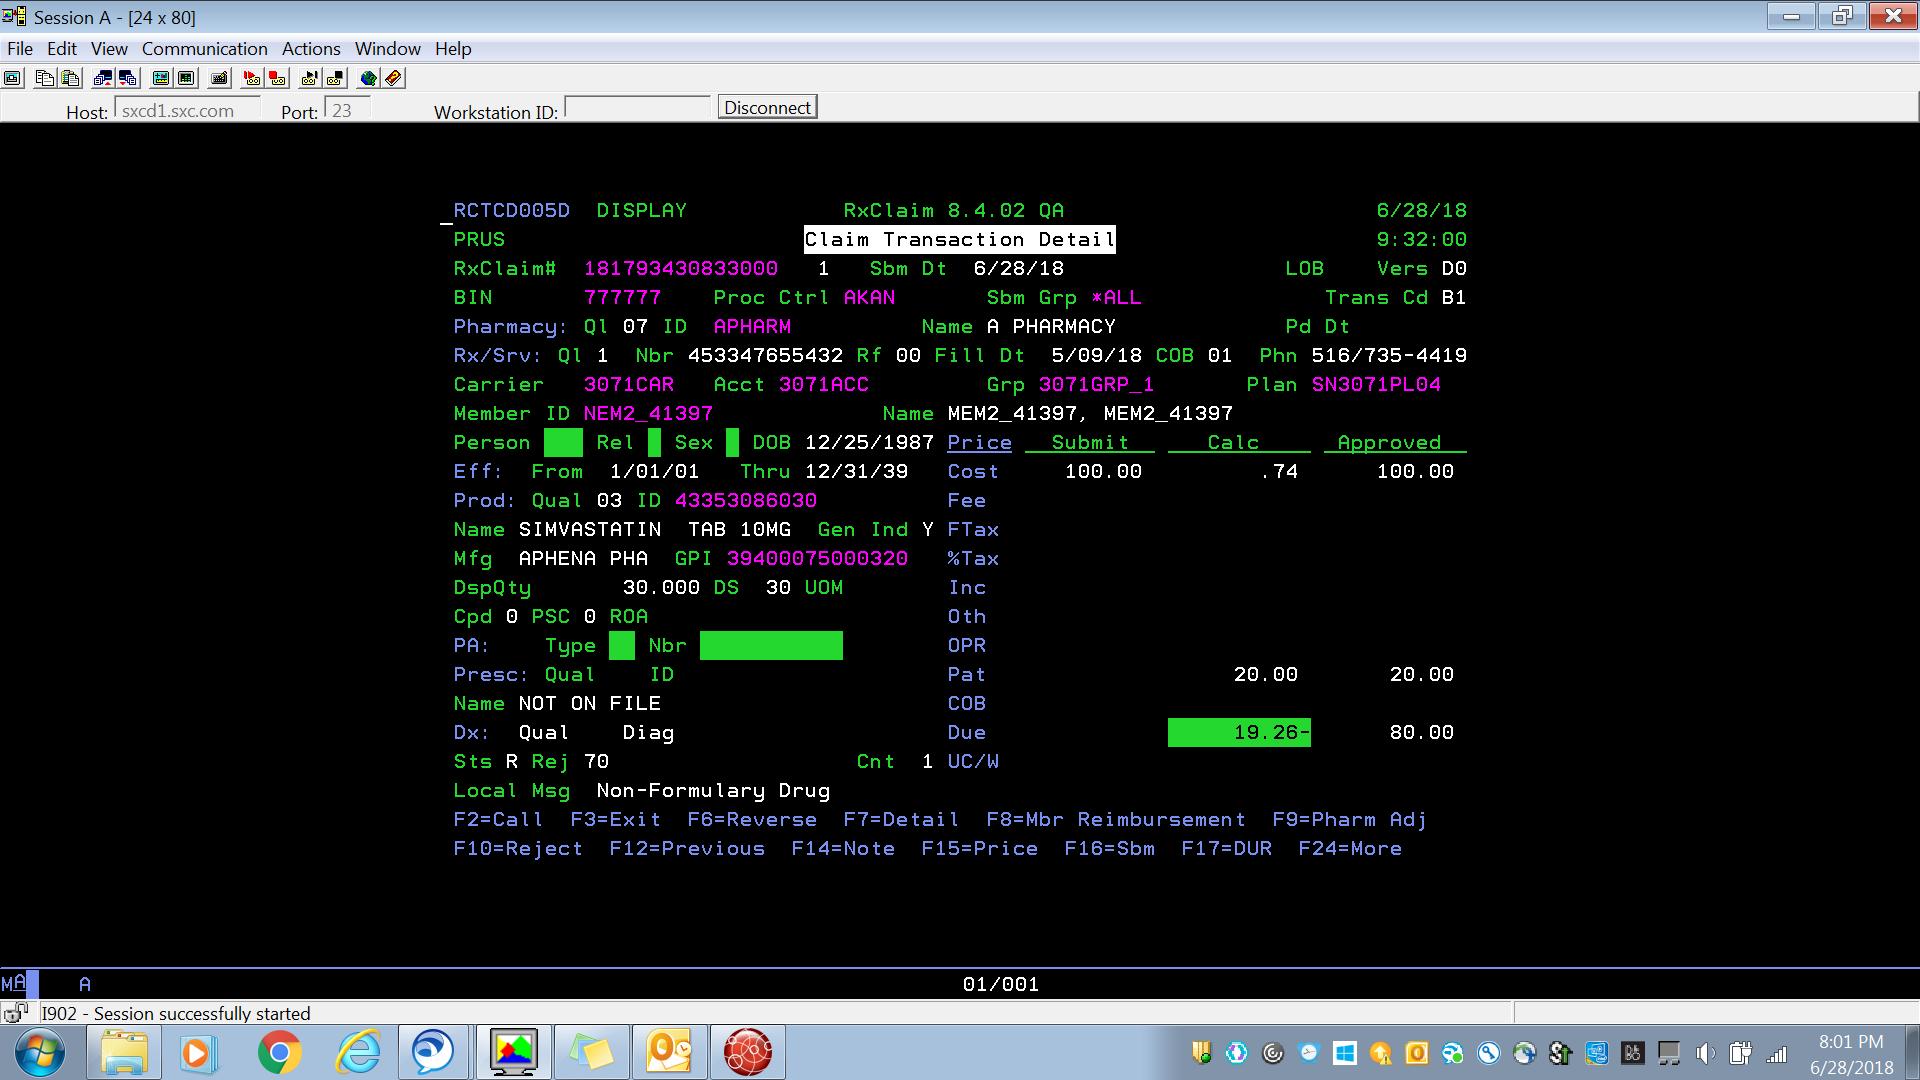 Session A - [24 x 80]
File Edit View Communication Actions Window Help
Host: sxcd1.sxc.com Port: 23 Workstation ID: Disconnect
RCTCD005D DISPLAY RxClaim 8.4.02 QA 6/28/18
PRUS Claim Transaction Detail 9:32:00
RxClaim# 181793430833000 1 Sbm Dt 6/28/18 LOB Vers D0
BIN 777777 Proc Ctrl AKAN Sbm Grp *ALL Trans Cd B1
Pharmacy: Ql 07 ID APHARM Name A PHARMACY Pd Dt
Rx/Srv: Ql 1 Nbr 453347655432 Rf 00 Fill Dt 5/09/18 COB 01 Phn 516/735-4419
Carrier 3071CAR Acct 3071ACC Grp 3071GRP_1 Plan SN3071PL04
Member ID NEM2_41397 Name MEM2_41397, MEM2_41397
Person Rel Sex DOB 12/25/1987 Price Submit Calc Approved
Eff: From 1/01/01 Thru 12/31/39 Cost 100.00 .74 100.00
Prod: Qual 03 ID 43353086030 Fee
Name SIMVASTATIN TAB 10MG Gen Ind Y FTax
Mfg APHENA PHA GPI 39400075000320 %Tax
DspQty 30.000 DS 30 UOM Inc
Cpd 0 PSC 0 ROA Oth
PA: Type Nbr OPR
Presc: Qual ID Pat 20.00 20.00
Name NOT ON FILE COB
Dx: Qual Diag Due 19.26- 80.00
Sts R Rej 70 Cnt 1 UC/W
Local Msg Non-Formulary Drug
F2=Call F3=Exit F6=Reverse F7=Detail F8=Mbr Reimbursement F9=Pharm Adj
F10=Reject F12=Previous F14=Note F15=Price F16=Sbm F17=DUR F24=More
MA A 01/001
I902 - Session successfully started
8:01 PM
6/28/2018